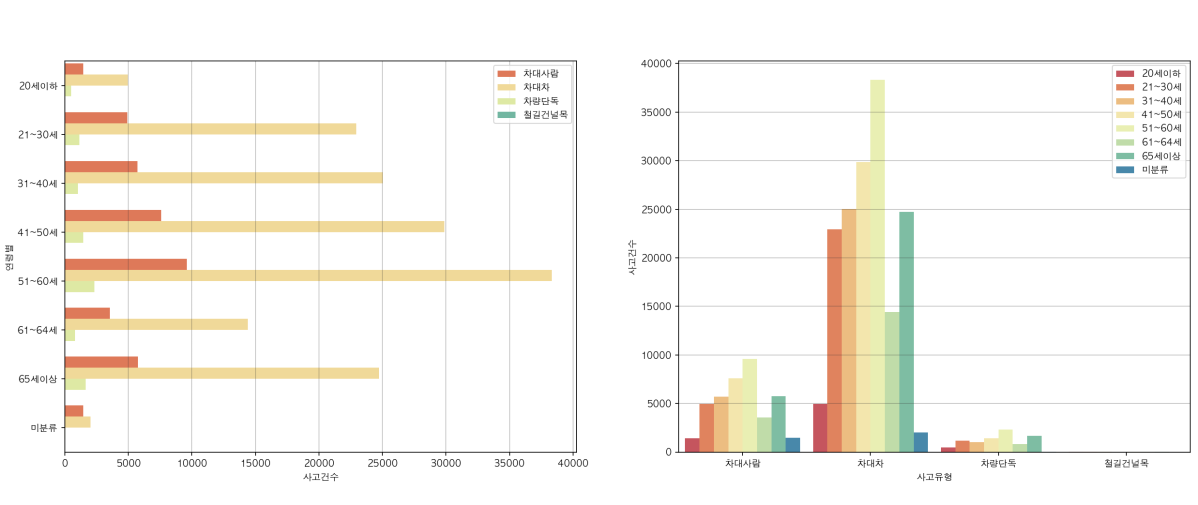 20세이하
21~30세
31~40세
41~50세
51~60세
61~64세
65세이상
미분류
연령별
0 5000 10000 15000 20000 25000 30000 35000 40000
사고건수
차대사람
차대차
차량단독
철길건널목
40000
35000
30000
25000
20000
15000
10000
5000
0
사고건수
차대사람 차대차 차량단독 철길건널목
사고유형
20세이하
21~30세
31~40세
41~50세
51~60세
61~64세
65세이상
미분류